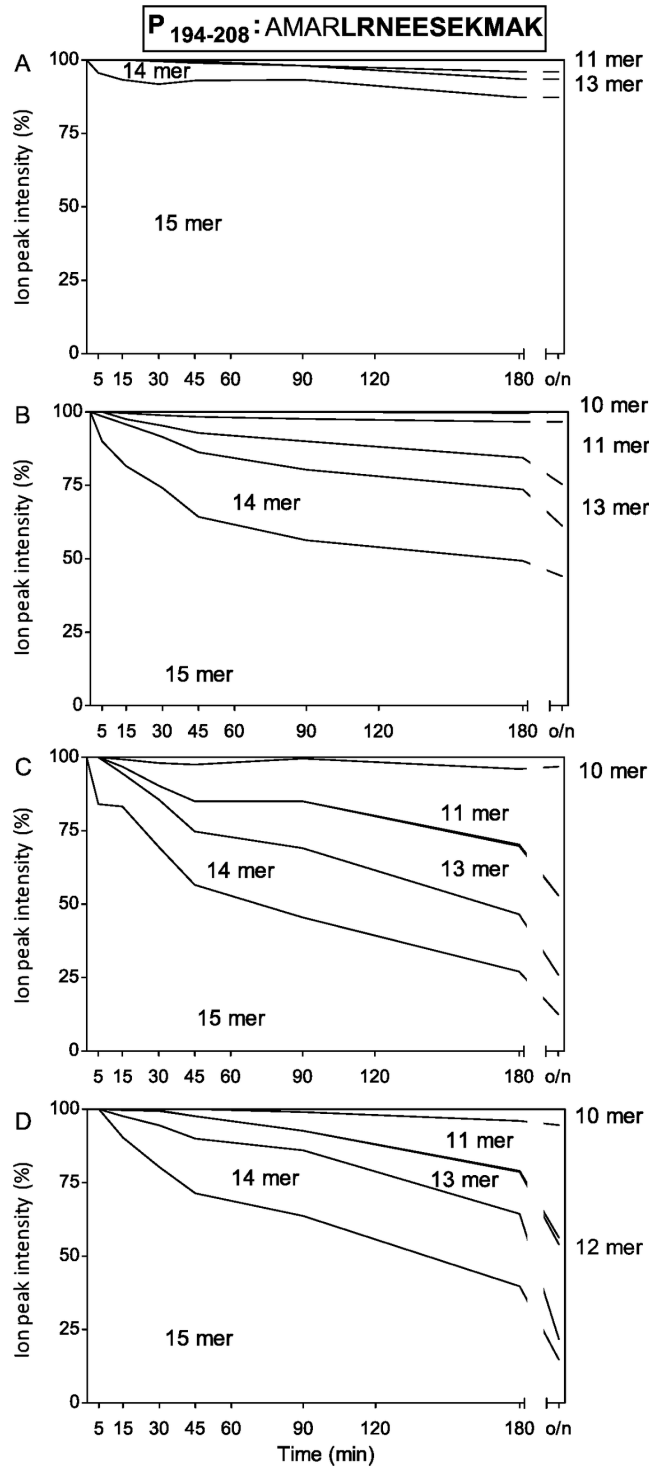 P 194-208 : AMARLRNEESEKMAK
A
100
75
50
25
0
Ion peak intensity (%)
14 mer
15 mer
11 mer
13 mer
5 15 30 45 60 90 120 180 o/n
B
100
75
50
25
0
Ion peak intensity (%)
14 mer
15 mer
10 mer
11 mer
13 mer
5 15 30 45 60 90 120 180 o/n
C
100
75
50
25
0
Ion peak intensity (%)
11 mer
14 mer
13 mer
15 mer
10 mer
5 15 30 45 60 90 120 180 o/n
D
100
75
50
25
0
Ion peak intensity (%)
11 mer
14 mer
13 mer
15 mer
10 mer
12 mer
5 15 30 45 60 90 120 180 o/n
Time (min)